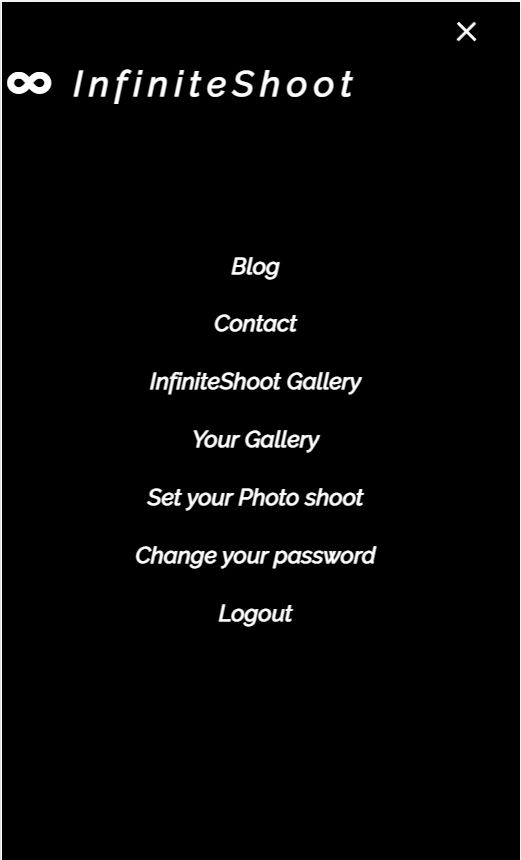 InfiniteShoot
Blog
Contact
InfiniteShoot Gallery
Your Gallery
Set your Photo shoot
Change your password
Logout